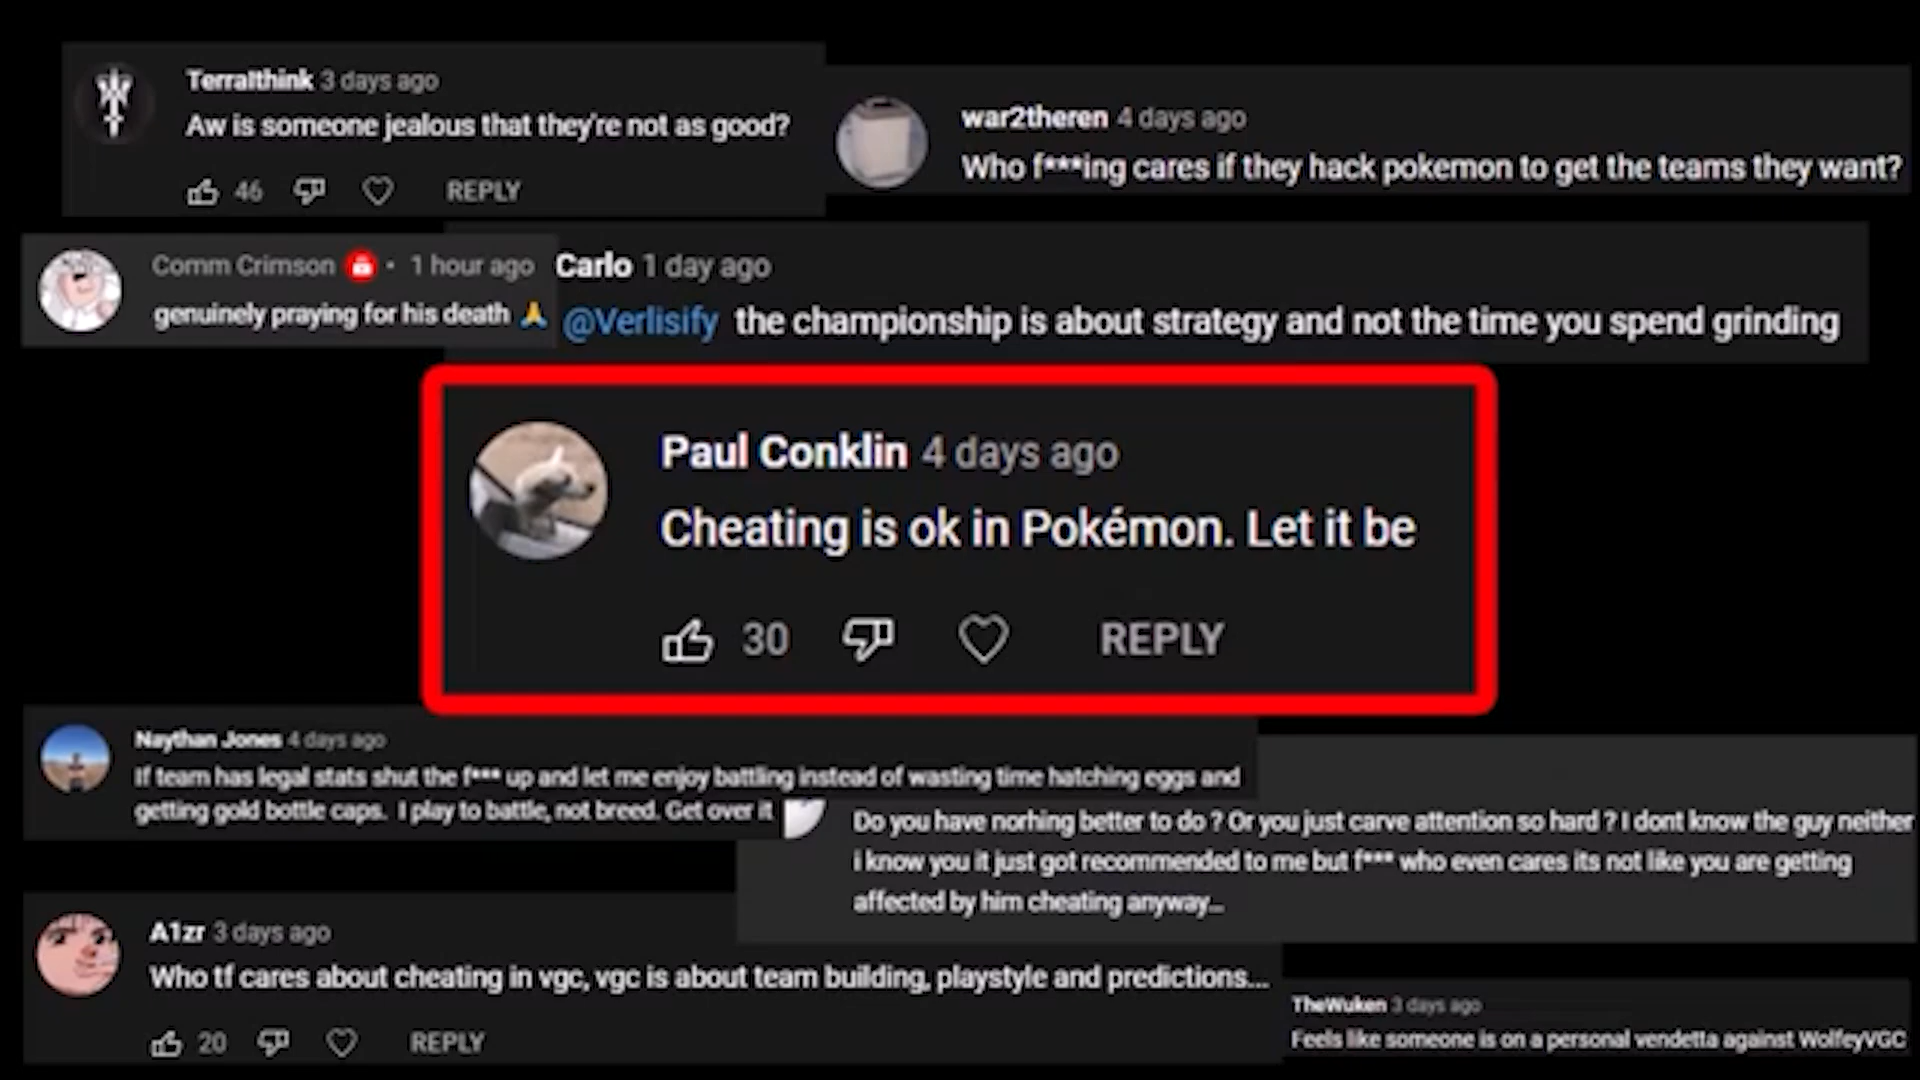 Terralthink 3 days ago
Aw is someone jealous that they're not as good?
46 REPLY
war2theren 4 days ago
Who f***ing cares if they hack pokemon to get the teams they want?
Comm Crimson • 1 hour ago
genuinely praying for his death 🙏
Carlo 1 day ago
@Verlisify the championship is about strategy and not the time you spend grinding
Paul Conklin 4 days ago
Cheating is ok in Pokémon. Let it be
30 REPLY
Naythan Jones 4 days ago
If team has legal stats shut the f*** up and let me enjoy battling instead of wasting time hatching eggs and
getting gold bottle caps. I play to battle, not breed. Get over it
Do you have norhing better to do ? Or you just carve attention so hard ? I dont know the guy neither
i know you it just got recommended to me but f*** who even cares its not like you are getting
affected by him cheating anyway...
A1zr 3 days ago
Who tf cares about cheating in vgc, vgc is about team building, playstyle and predictions...
20 REPLY
TheWuken 3 days ago
Feels like someone is on a personal vendetta against WolfeyVGC